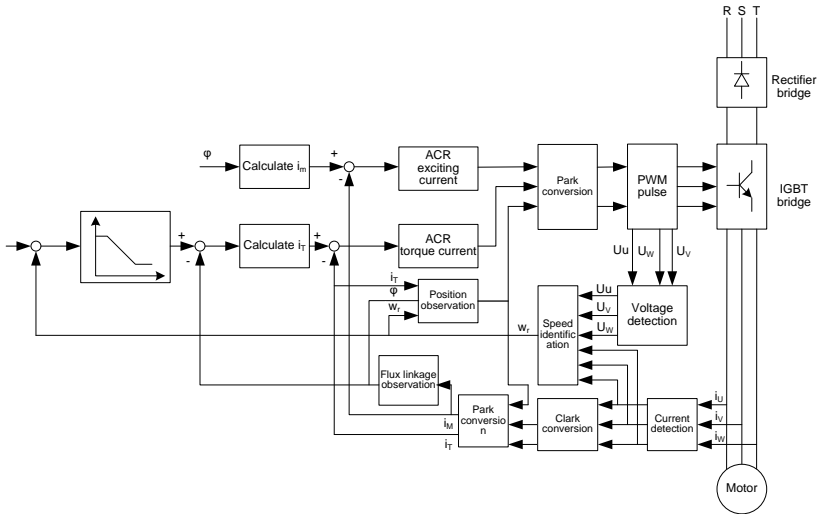 R S T
Rectifier
bridge
φ
Calculate im
+
-
ACR
exciting
current
Park
conversion
PWM
pulse
IGBT
bridge
+
-
Calculate iT
+
-
ACR
torque current
Uu
UW
UV
iT
φ
wr
Position
observation
wr
Speed
identific
ation
Uu
UV
UW
Voltage
detection
Flux linkage
observation
Park
conversio
n
iM
iT
Clark
conversion
Current
detection
iU
iV
iW
Motor